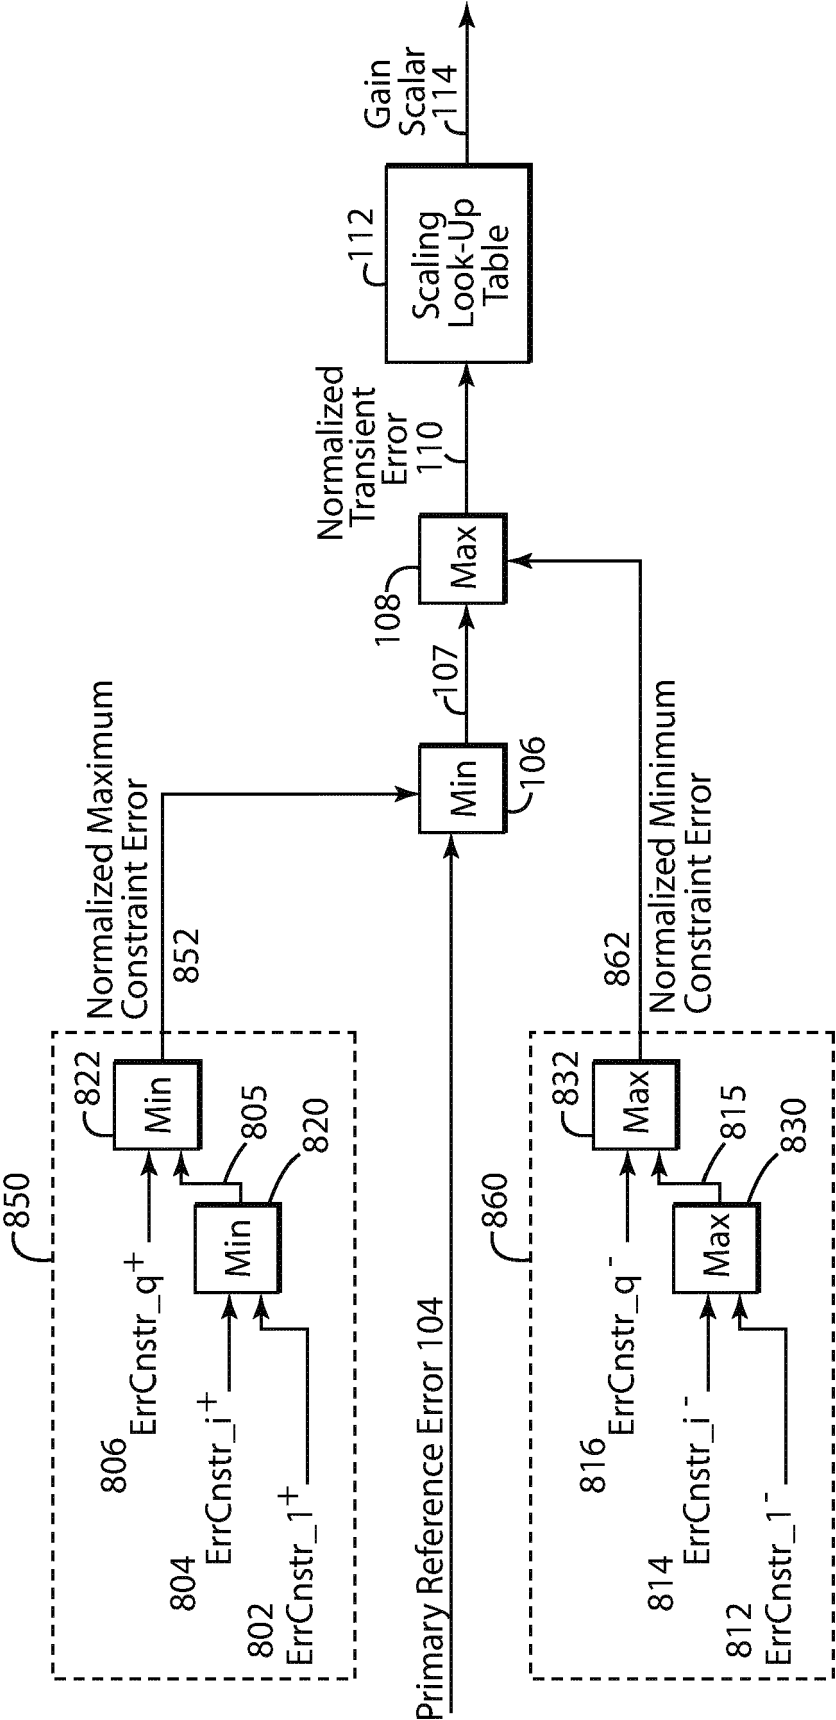 850
822
Min
806
ErrCnstr_q+
805
804
ErrCnstr_i+
Min
820
802
ErrCnstr_1+
Normalized Maximum
Constraint Error
852
Primary Reference Error 104
Min
106
107
108
Max
Normalized
Transient
Error
110
112
Scaling
Look-Up
Table
Gain
Scalar
114
860
832
Max
816
ErrCnstr_q-
815
814
ErrCnstr_i-
Max
830
812
ErrCnstr_1-
862
Normalized Minimum
Constraint Error